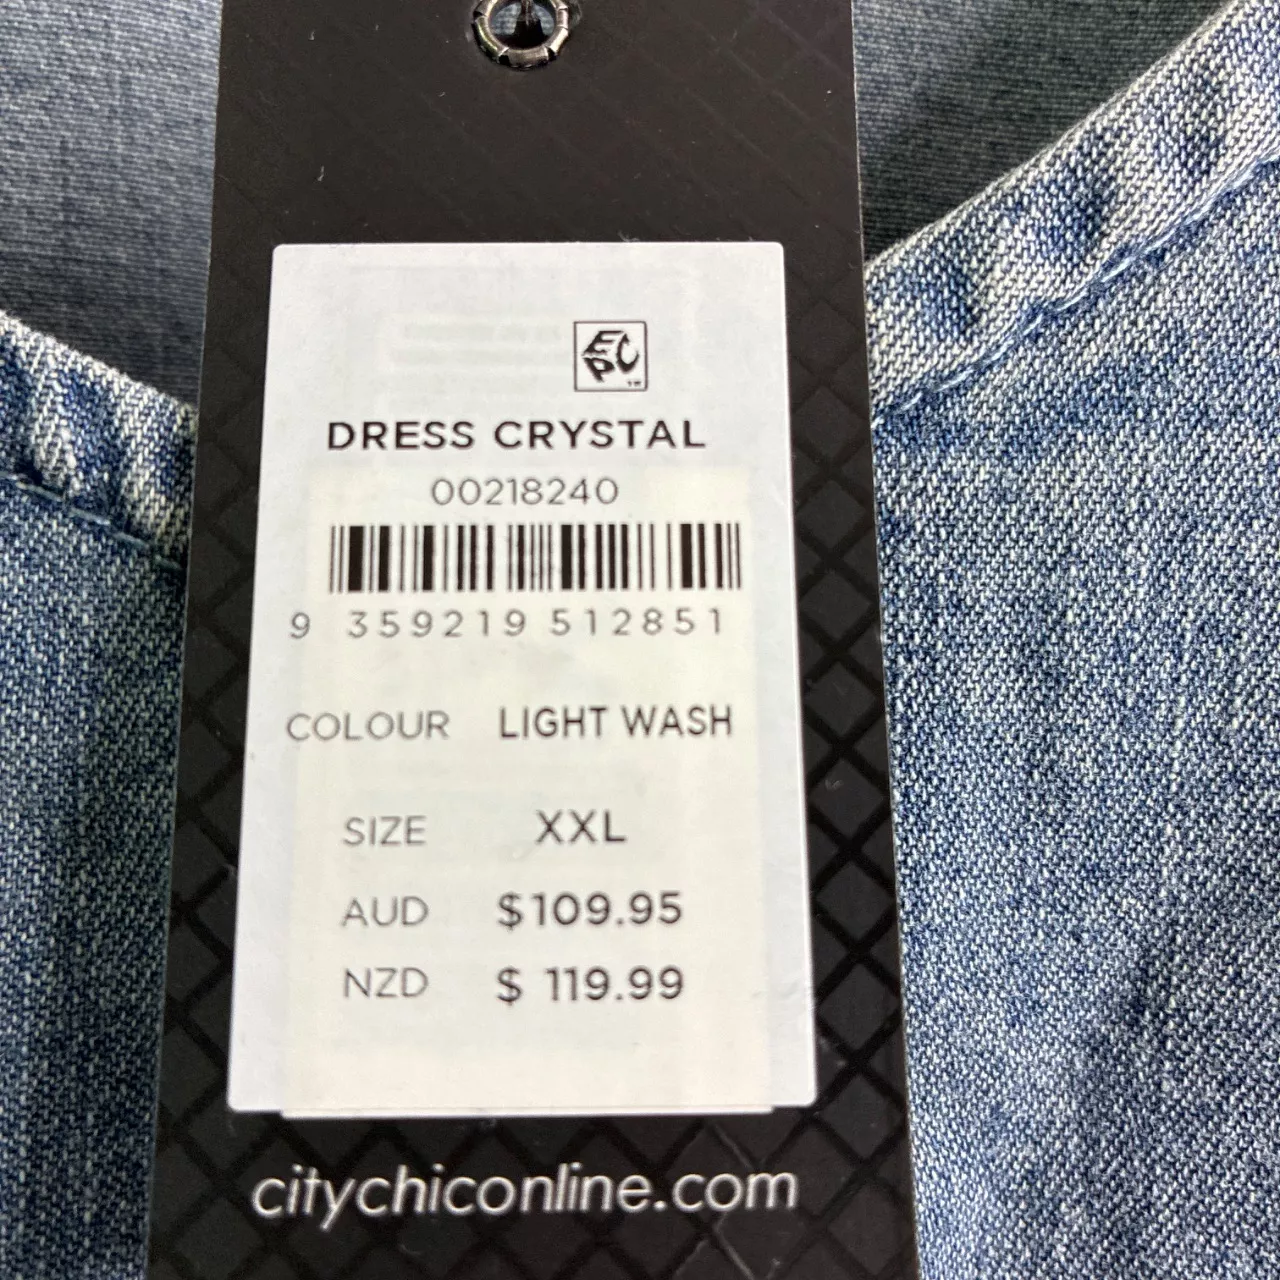 EPC™
DRESS CRYSTAL
00218240
9 359219 512851
COLOUR LIGHT WASH
SIZE XXL
AUD $109.95
NZD $ 119.99
citychiconline.com